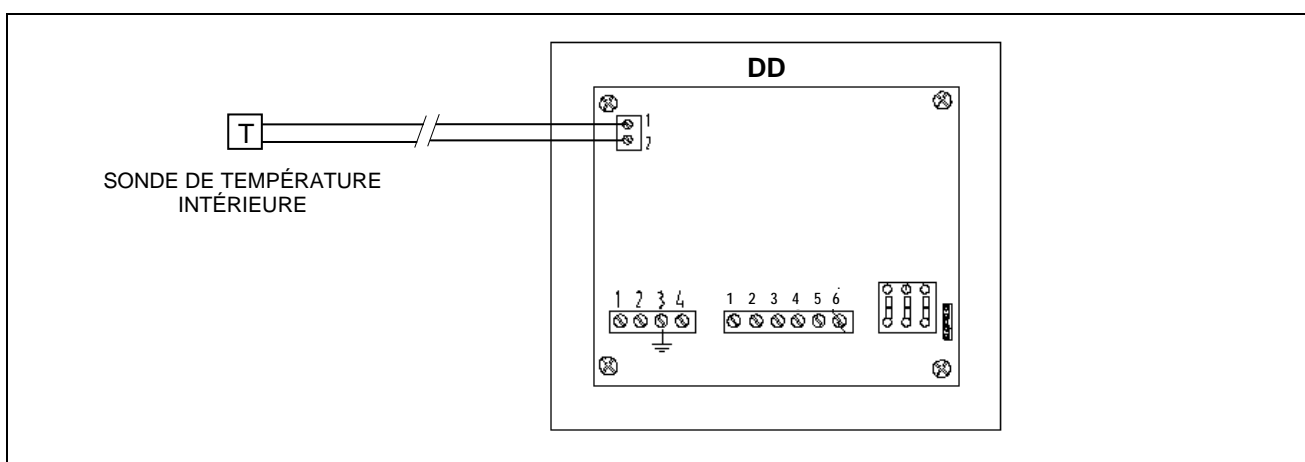 DD
1
T
2
SONDE DE TEMPÉRATURE
INTÉRIEURE
1 2 3 4
1 2 3 4 5 6